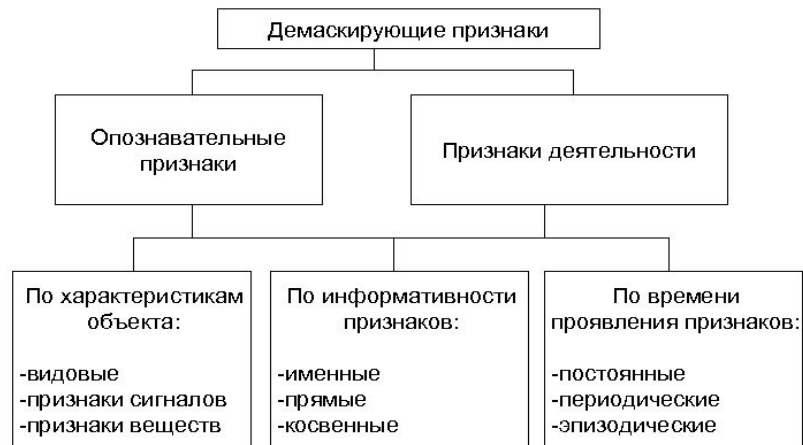 Демаскирующие признаки
Опознавательные
признаки
Признаки деятельности
По характеристикам
объекта:
-видовые
-признаки сигналов
-признаки веществ
По информативности
признаков:
-именные
-прямые
-косвенные
По времени
проявления признаков:
-постоянные
-периодические
-эпизодические